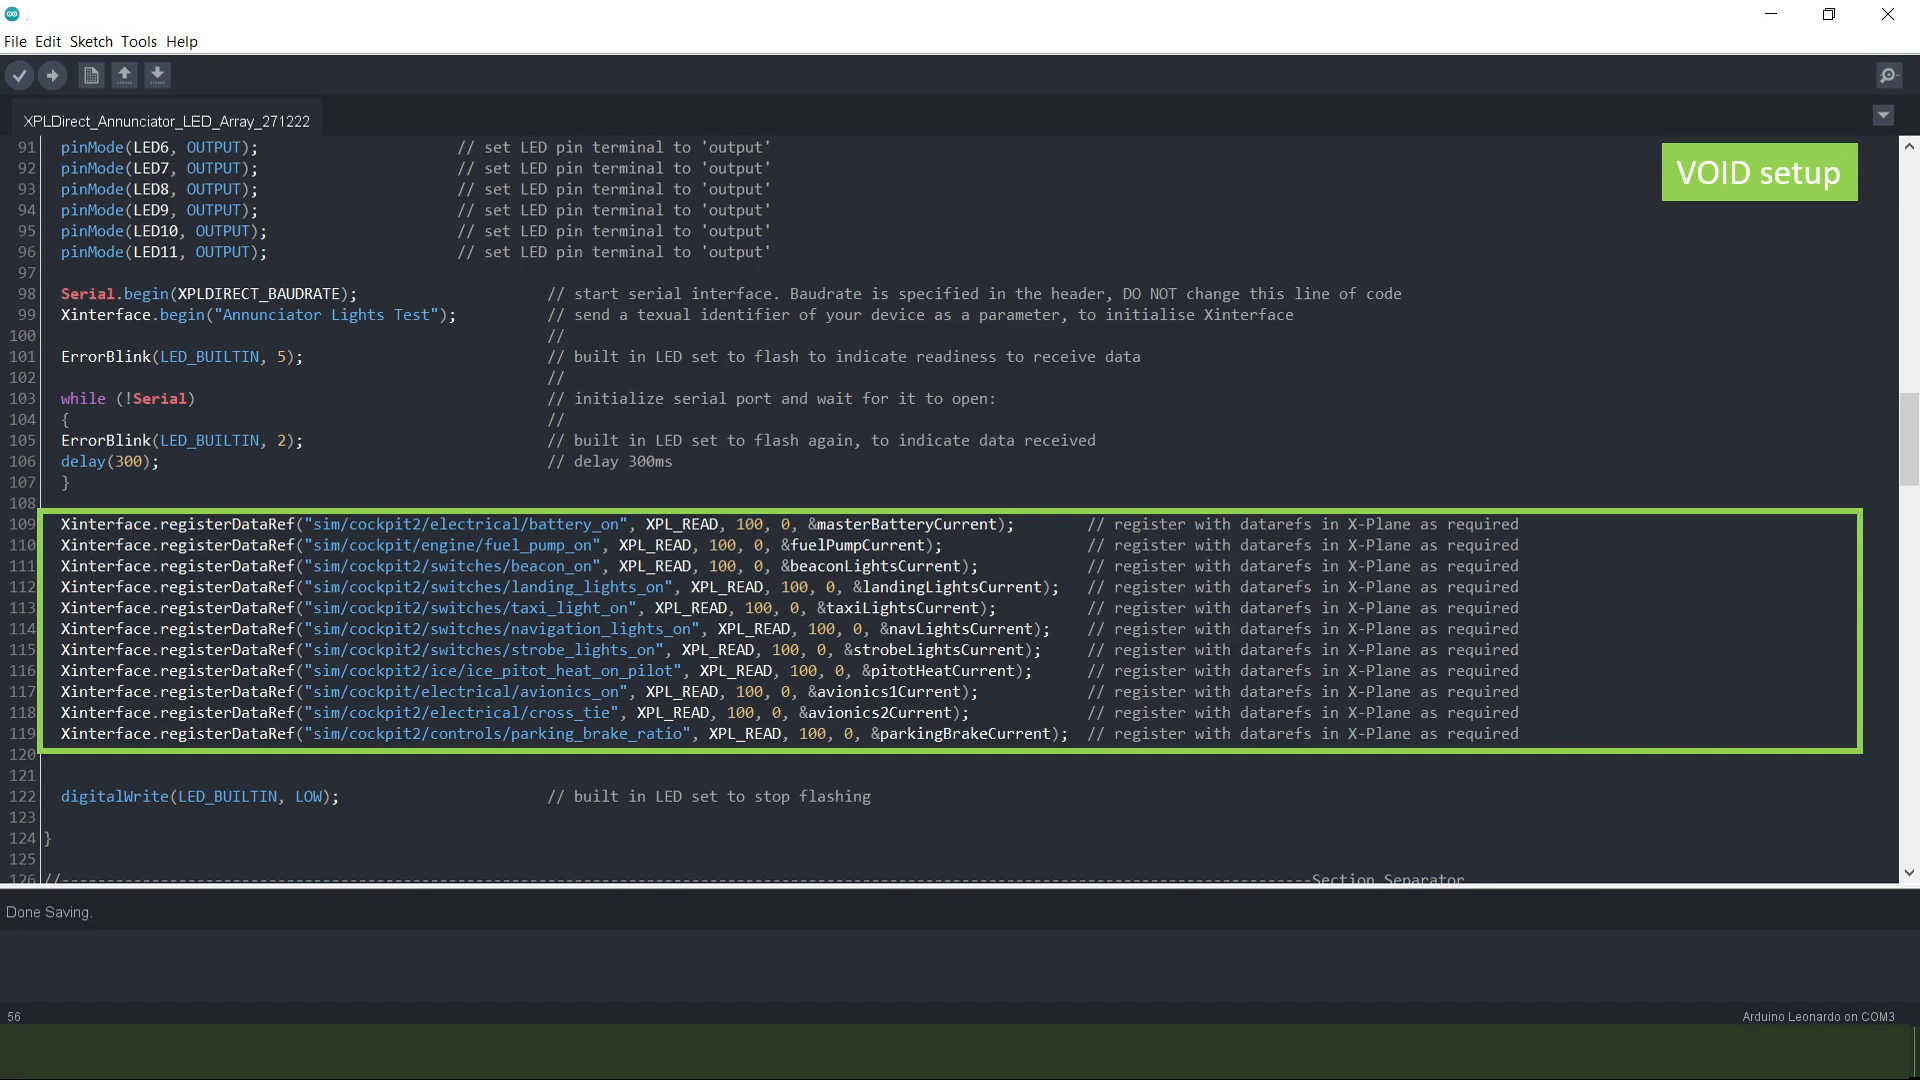 File Edit Sketch Tools Help
XPLDirect_Annunciator_LED_Array_271222
VOID setup
91 pinMode(LED6, OUTPUT); // set LED pin terminal to 'output'
92 pinMode(LED7, OUTPUT); // set LED pin terminal to 'output'
93 pinMode(LED8, OUTPUT); // set LED pin terminal to 'output'
94 pinMode(LED9, OUTPUT); // set LED pin terminal to 'output'
95 pinMode(LED10, OUTPUT); // set LED pin terminal to 'output'
96 pinMode(LED11, OUTPUT); // set LED pin terminal to 'output'
97
98 Serial.begin(XPLDIRECT_BAUDRATE); // start serial interface. Baudrate is specified in the header, DO NOT change this line of code
99 Xinterface.begin("Annunciator Lights Test"); // send a texual identifier of your device as a parameter, to initialise Xinterface
100 //
101 ErrorBlink(LED_BUILTIN, 5); // built in LED set to flash to indicate readiness to receive data
102 //
103 while (!Serial) // initialize serial port and wait for it to open:
104 { //
105 ErrorBlink(LED_BUILTIN, 2); // built in LED set to flash again, to indicate data received
106 delay(300); // delay 300ms
107 }
108
109 Xinterface.registerDataRef("sim/cockpit2/electrical/battery_on", XPL_READ, 100, 0, &masterBatteryCurrent); // register with datarefs in X-Plane as required
110 Xinterface.registerDataRef("sim/cockpit/engine/fuel_pump_on", XPL_READ, 100, 0, &fuelPumpCurrent); // register with datarefs in X-Plane as required
111 Xinterface.registerDataRef("sim/cockpit2/switches/beacon_on", XPL_READ, 100, 0, &beaconLightsCurrent); // register with datarefs in X-Plane as required
112 Xinterface.registerDataRef("sim/cockpit2/switches/landing_lights_on", XPL_READ, 100, 0, &landingLightsCurrent); // register with datarefs in X-Plane as required
113 Xinterface.registerDataRef("sim/cockpit2/switches/taxi_light_on", XPL_READ, 100, 0, &taxiLightsCurrent); // register with datarefs in X-Plane as required
114 Xinterface.registerDataRef("sim/cockpit2/switches/navigation_lights_on", XPL_READ, 100, 0, &navLightsCurrent); // register with datarefs in X-Plane as required
115 Xinterface.registerDataRef("sim/cockpit2/switches/strobe_lights_on", XPL_READ, 100, 0, &strobeLightsCurrent); // register with datarefs in X-Plane as required
116 Xinterface.registerDataRef("sim/cockpit2/ice/ice_pitot_heat_on_pilot", XPL_READ, 100, 0, &pitotHeatCurrent); // register with datarefs in X-Plane as required
117 Xinterface.registerDataRef("sim/cockpit/electrical/avionics_on", XPL_READ, 100, 0, &avionics1Current); // register with datarefs in X-Plane as required
118 Xinterface.registerDataRef("sim/cockpit2/electrical/cross_tie", XPL_READ, 100, 0, &avionics2Current); // register with datarefs in X-Plane as required
119 Xinterface.registerDataRef("sim/cockpit2/controls/parking_brake_ratio", XPL_READ, 100, 0, &parkingBrakeCurrent); // register with datarefs in X-Plane as required
120
121
122 digitalWrite(LED_BUILTIN, LOW); // built in LED set to stop flashing
123
124 }
125
126 //--------------------------------------------------------------------------------------------------------------------------------------------Section Separator
Done Saving.
56
Arduino Leonardo on COM3